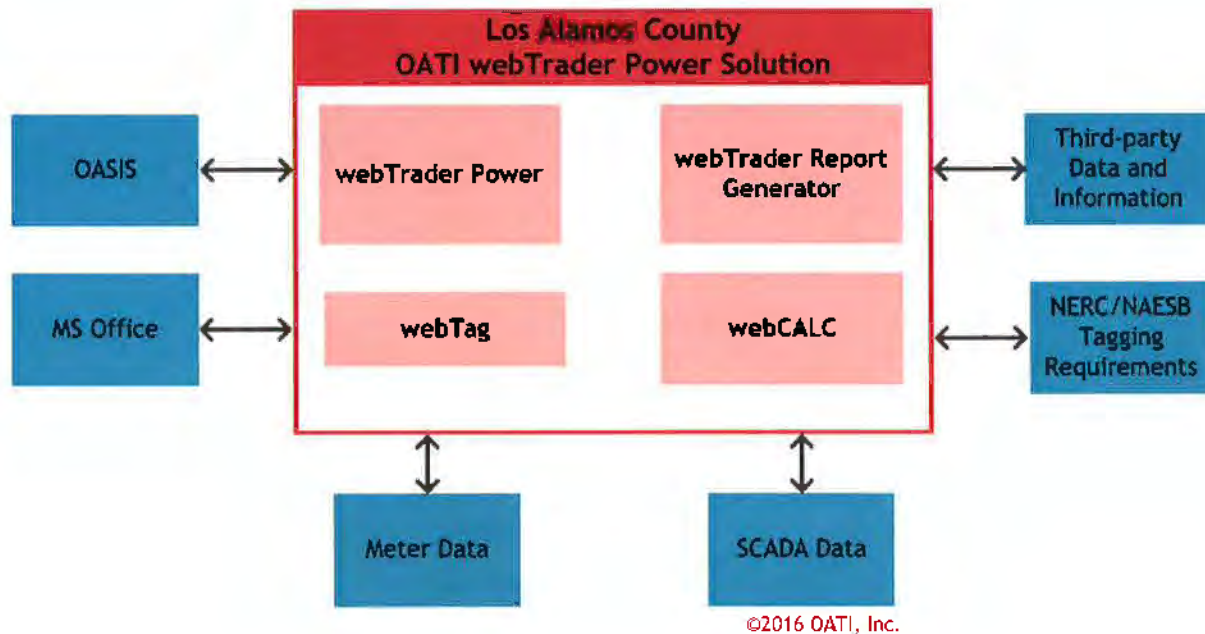 Los Alamos County
OATI webTrader Power Solution
OASIS
webTrader Power
webTrader Report
Generator
Third-party
Data and
Information
MS Office
webTag
webCALC
NERC/NAESB
Tagging
Requirements
Meter Data
SCADA Data
©2016 OATI, Inc.